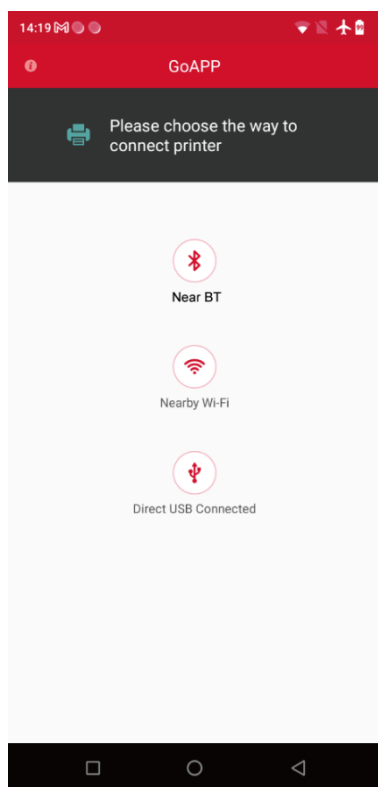 14:19
GoAPP
Please choose the way to
connect printer
Near BT
Nearby Wi-Fi
Direct USB Connected